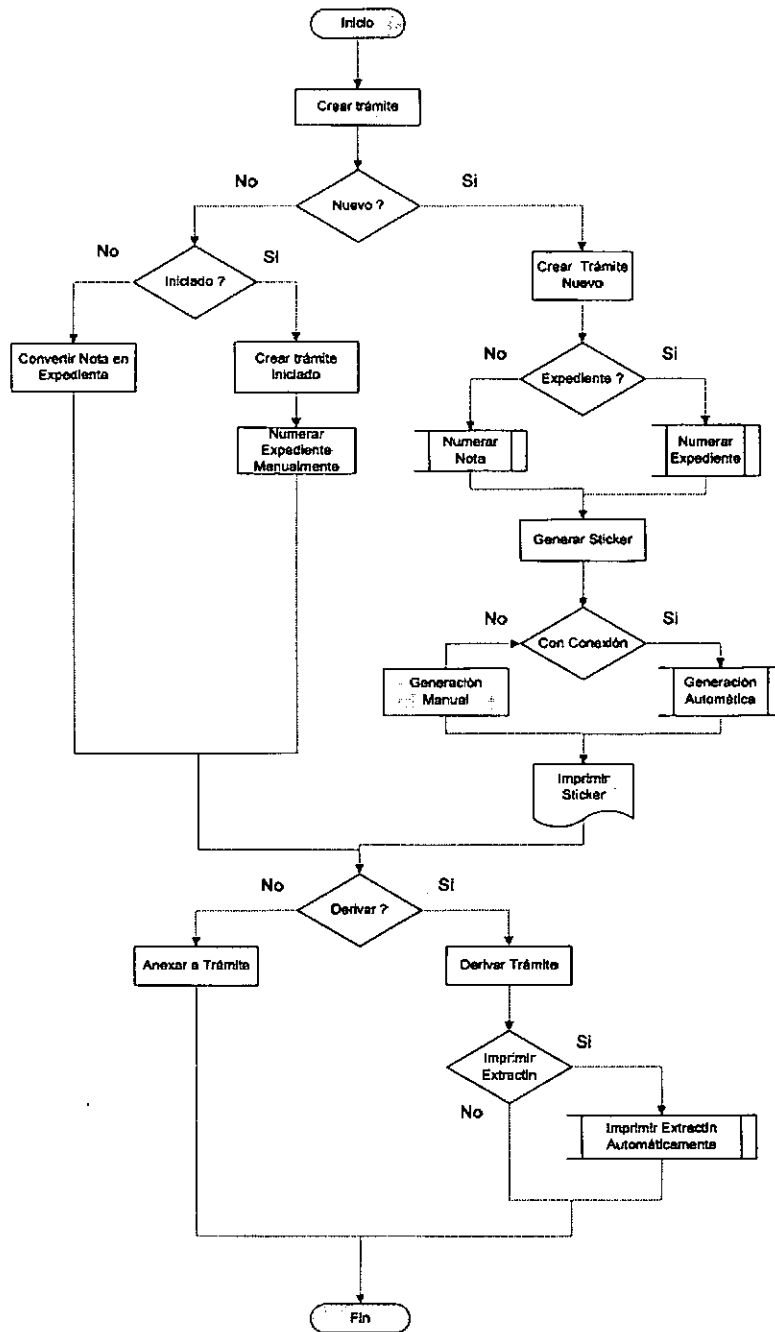 Inicio
Crear trámite
No
Si
Nuevo ?
No
Si
Iniciado ?
Crear Trámite
Nuevo
Convertir Nota en
Expediente
Crear trámite
Iniciado
No
Si
Expediente ?
Numerar
Expediente
Manualmente
Numerar
Nota
Numerar
Expediente
Generar Sticker
No
Si
Con Conexión
Generación
Manual
Generación
Automática
Imprimir
Sticker
No
Si
Derivar ?
Anexar a Trámite
Derivar Trámite
Imprimir
Extractin
Si
No
Imprimir Extractin
Automáticamente
Fin